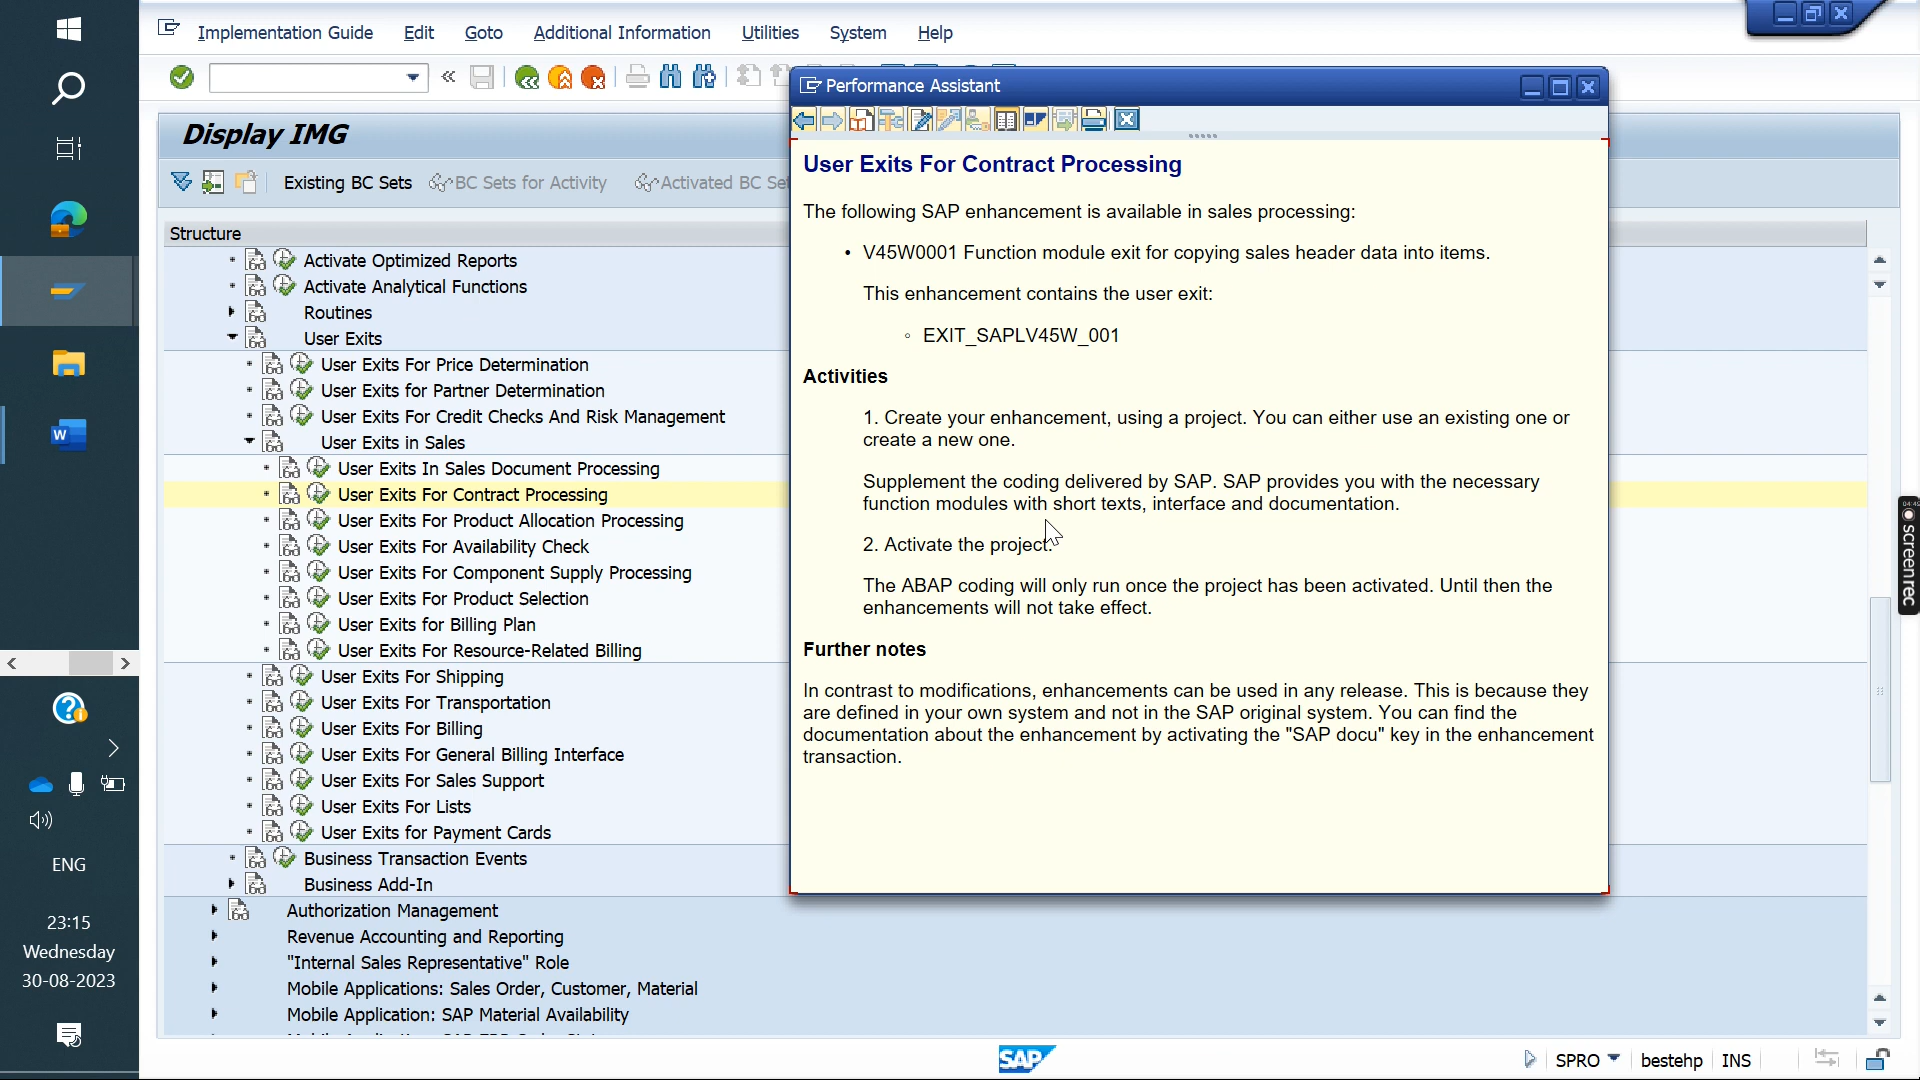 Implementation Guide Edit Goto Additional Information Utilities System Help
Display IMG
Existing BC Sets BC Sets for Activity Activated BC Set
Structure
Activate Optimized Reports
Activate Analytical Functions
Routines
User Exits
User Exits For Price Determination
User Exits for Partner Determination
User Exits For Credit Checks And Risk Management
User Exits in Sales
User Exits In Sales Document Processing
User Exits For Contract Processing
User Exits For Product Allocation Processing
User Exits For Availability Check
User Exits For Component Supply Processing
User Exits For Product Selection
User Exits for Billing Plan
User Exits For Resource-Related Billing
User Exits For Shipping
User Exits For Transportation
User Exits For Billing
User Exits For General Billing Interface
User Exits For Sales Support
User Exits For Lists
User Exits for Payment Cards
Business Transaction Events
Business Add-In
Authorization Management
Revenue Accounting and Reporting
"Internal Sales Representative" Role
Mobile Applications: Sales Order, Customer, Material
Mobile Application: SAP Material Availability
Performance Assistant
User Exits For Contract Processing
The following SAP enhancement is available in sales processing:
• V45W0001 Function module exit for copying sales header data into items.
This enhancement contains the user exit:
◦ EXIT_SAPLV45W_001
Activities
1. Create your enhancement, using a project. You can either use an existing one or
create a new one.
Supplement the coding delivered by SAP. SAP provides you with the necessary
function modules with short texts, interface and documentation.
2. Activate the project.
The ABAP coding will only run once the project has been activated. Until then the
enhancements will not take effect.
Further notes
In contrast to modifications, enhancements can be used in any release. This is because they
are defined in your own system and not in the SAP original system. You can find the
documentation about the enhancement by activating the "SAP docu" key in the enhancement
transaction.
SAP
SPRO bestehp INS
W
ENG
23:15
Wednesday
30-08-2023
screenrec